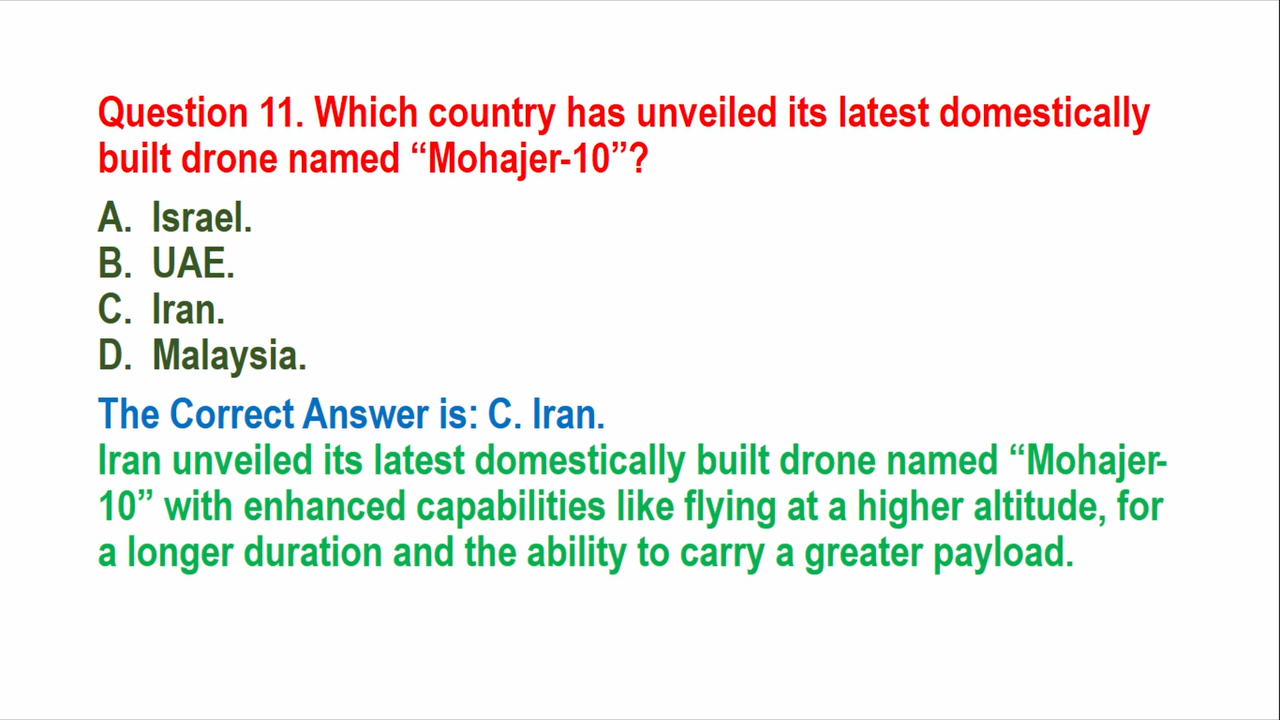 Question 11. Which country has unveiled its latest domestically
built drone named “Mohajer-10”?
A. Israel.
B. UAE.
C. Iran.
D. Malaysia.
The Correct Answer is: C. Iran.
Iran unveiled its latest domestically built drone named “Mohajer-
10” with enhanced capabilities like flying at a higher altitude, for
a longer duration and the ability to carry a greater payload.